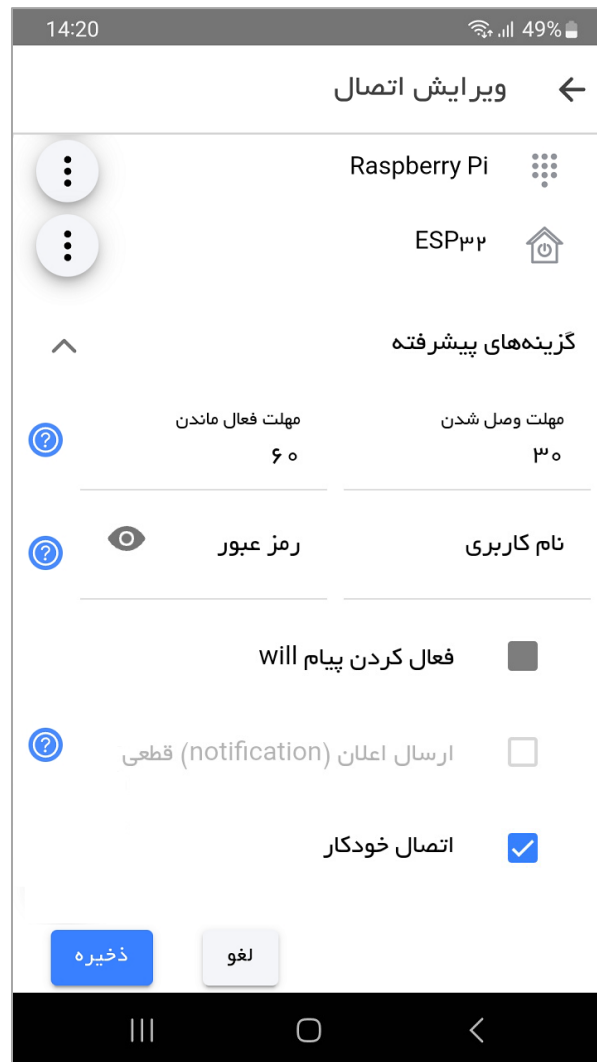 14:20 49%
ویرایش اتصال
Raspberry Pi
ESP۳۲
گزینه‌های پیشرفته
مهلت وصل شدن مهلت فعال ماندن
۳۰ ۶۰
نام کاربری رمز عبور
فعال کردن پیام will
ارسال اعلان (notification) قطعی
اتصال خودکار
لغو ذخیره